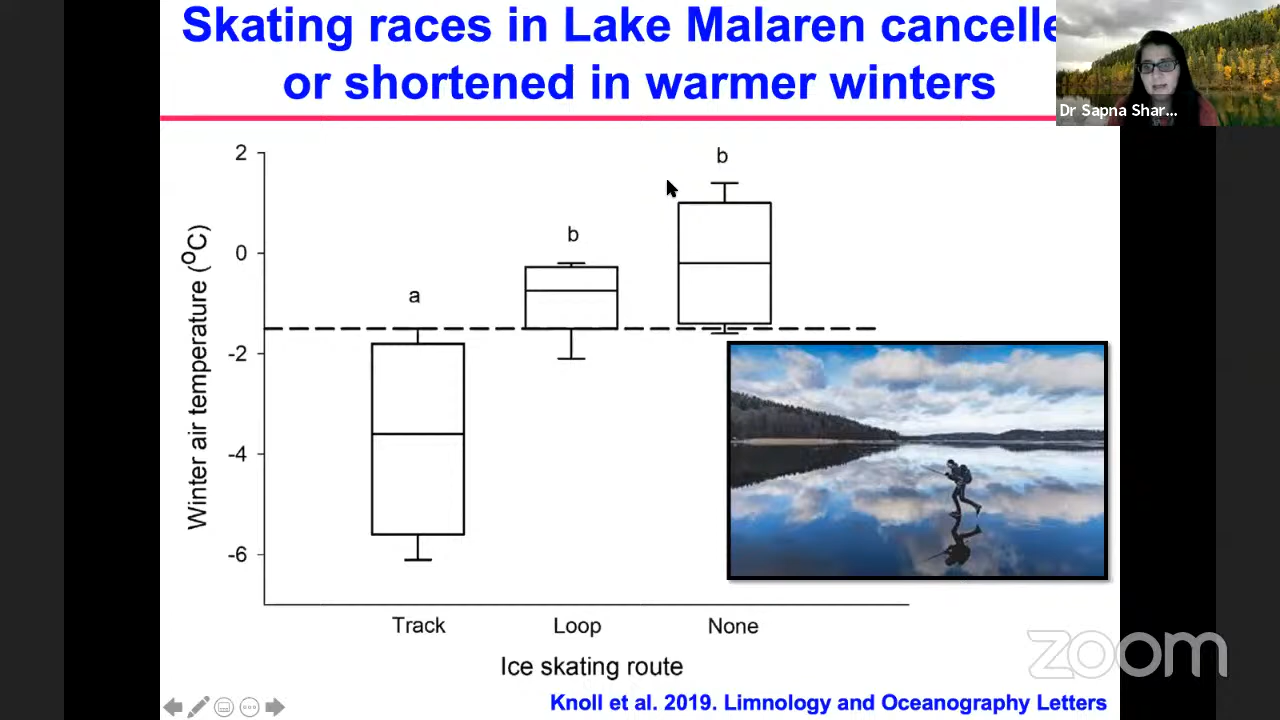 Skating races in Lake Malaren cancelle
or shortened in warmer winters
Dr Sapna Shar...
2
0
-2
-4
-6
Winter air temperature (°C)
a
b
b
Track
Loop
None
Ice skating route
zoom
Knoll et al. 2019. Limnology and Oceanography Letters